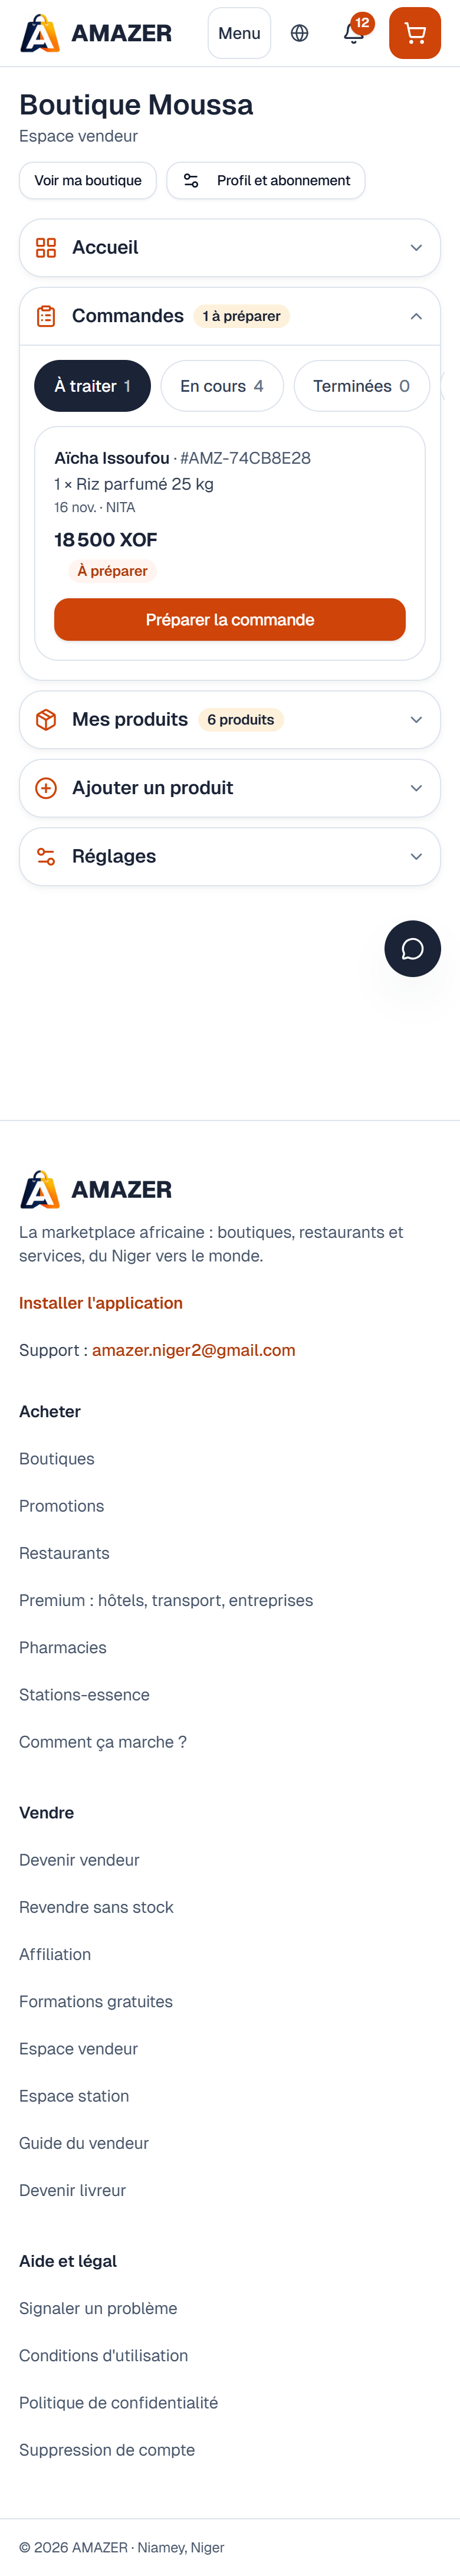 AMAZER
Menu
12
Boutique Moussa
Espace vendeur
Voir ma boutique
Profil et abonnement
Accueil
Commandes 1 à préparer
À traiter 1 En cours 4 Terminées 0
Aïcha Issoufou · #AMZ-74CB8E28
1 × Riz parfumé 25 kg
16 nov. · NITA
18 500 XOF
À préparer
Préparer la commande
Mes produits 6 produits
Ajouter un produit
Réglages
AMAZER
La marketplace africaine : boutiques, restaurants et
services, du Niger vers le monde.
Installer l'application
Support : amazer.niger2@gmail.com
Acheter
Boutiques
Promotions
Restaurants
Premium : hôtels, transport, entreprises
Pharmacies
Stations-essence
Comment ça marche ?
Vendre
Devenir vendeur
Revendre sans stock
Affiliation
Formations gratuites
Espace vendeur
Espace station
Guide du vendeur
Devenir livreur
Aide et légal
Signaler un problème
Conditions d'utilisation
Politique de confidentialité
Suppression de compte
© 2026 AMAZER · Niamey, Niger